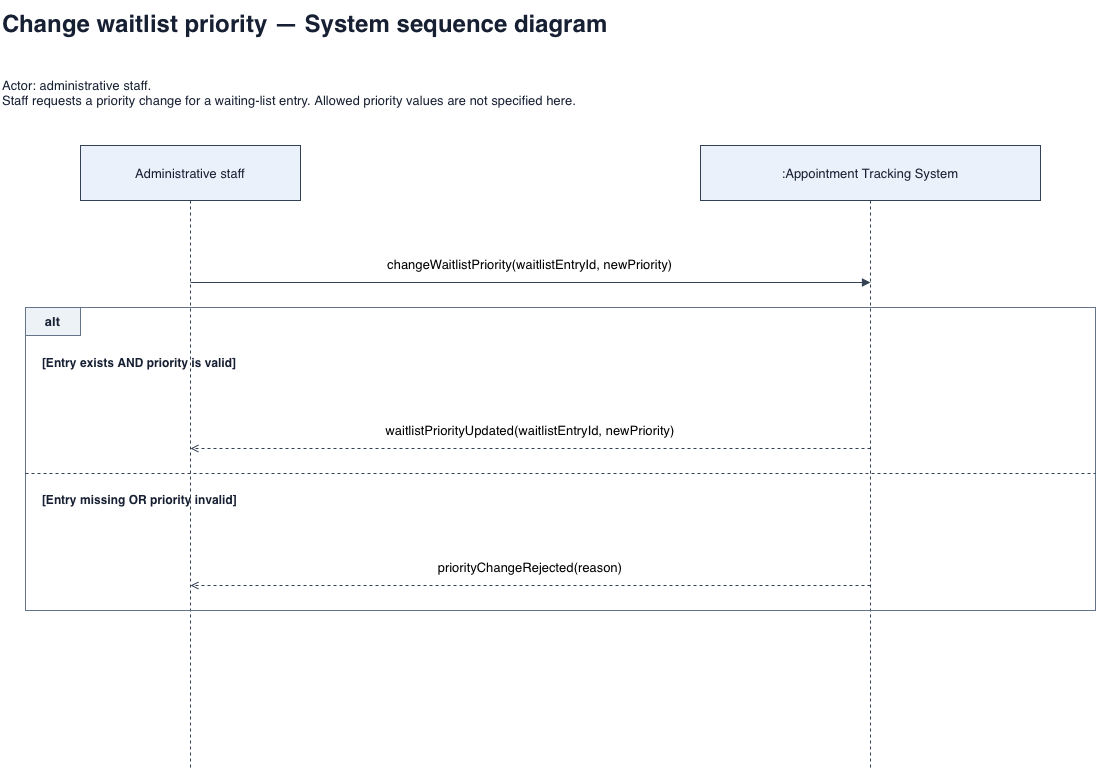 Change waitlist priority — System sequence diagram
Actor: administrative staff.
Staff requests a priority change for a waiting-list entry. Allowed priority values are not specified here.
Administrative staff
:Appointment Tracking System
changeWaitlistPriority(waitlistEntryId, newPriority)
alt
[Entry exists AND priority is valid]
waitlistPriorityUpdated(waitlistEntryId, newPriority)
[Entry missing OR priority invalid]
priorityChangeRejected(reason)